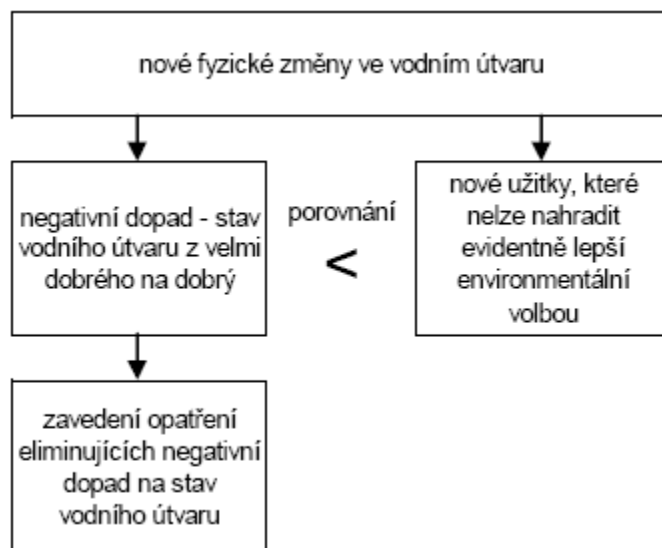 nové fyzické změny ve vodním útvaru
negativní dopad - stav
vodního útvaru z velmi
dobrého na dobrý
porovnání
<
nové užitky, které
nelze nahradit
evidentně lepší
environmentální
volbou
zavedení opatření
eliminujících negativní
dopad na stav
vodního útvaru